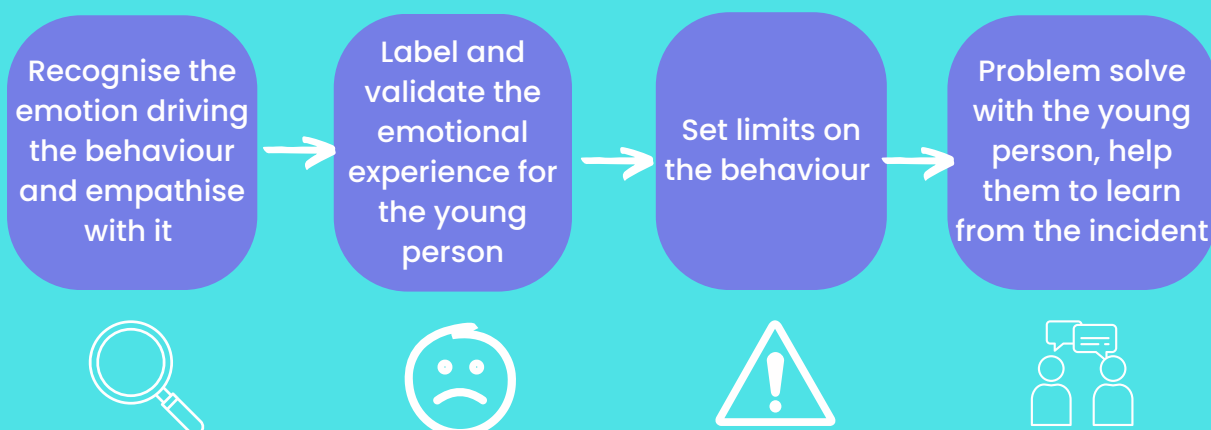 Recognise the
emotion driving
the behaviour
and empathise
with it
Label and
validate the
emotional
experience for
the young
person
Set limits on
the behaviour
Problem solve
with the young
person, help
them to learn
from the incident